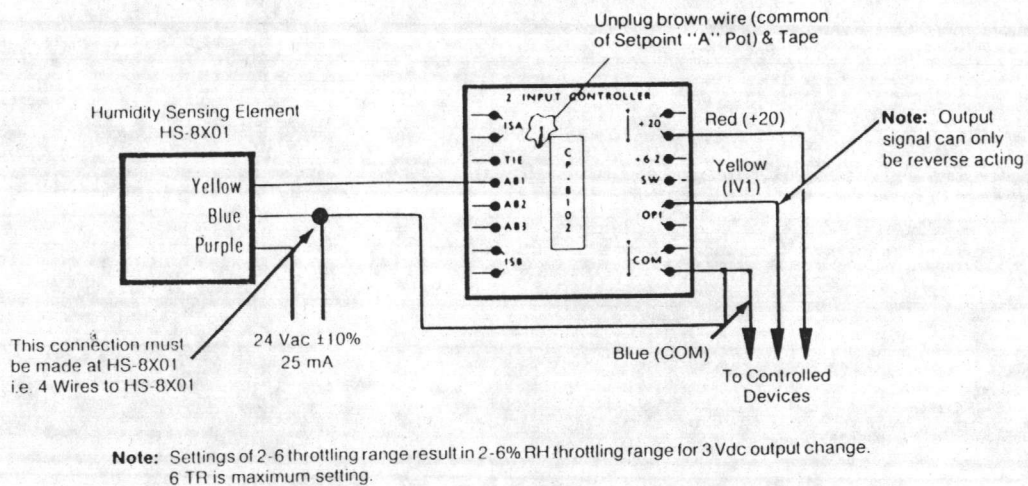 Unplug brown wire (common
of Setpoint "A" Pot) & Tape
Humidity Sensing Element
HS-8X01
Yellow
Blue
Purple
2 INPUT CONTROLLER
1SA
TIE
AB1
AB2
AB3
1SB
CP-8102
+20
+6.2
SW
OP1
COM
Red (+20)
Yellow
(IV1)
Note: Output
signal can only
be reverse acting
This connection must
be made at HS-8X01
i.e. 4 Wires to HS-8X01
24 Vac ±10%
25 mA
Blue (COM)
To Controlled
Devices
Note: Settings of 2-6 throttling range result in 2-6% RH throttling range for 3 Vdc output change.
6 TR is maximum setting.